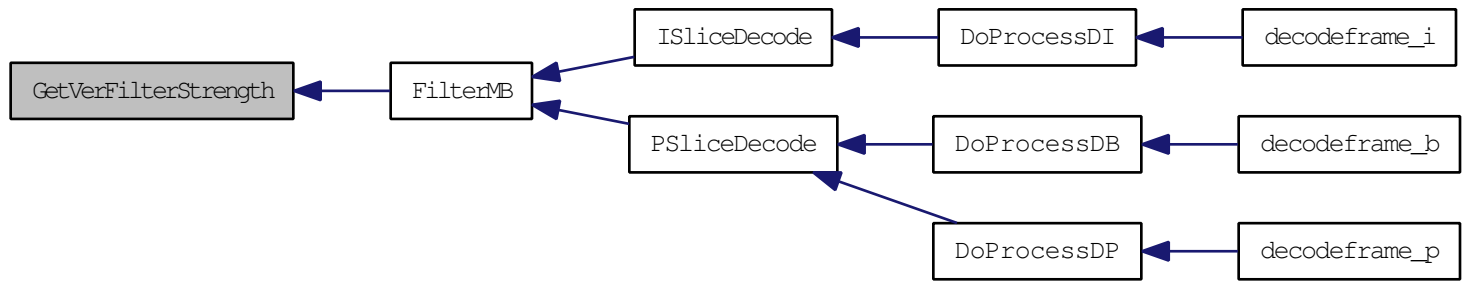 ISliceDecode
DoProcessDI
decodeframe_i
GetVerFilterStrength
FilterMB
PSliceDecode
DoProcessDB
decodeframe_b
DoProcessDP
decodeframe_p